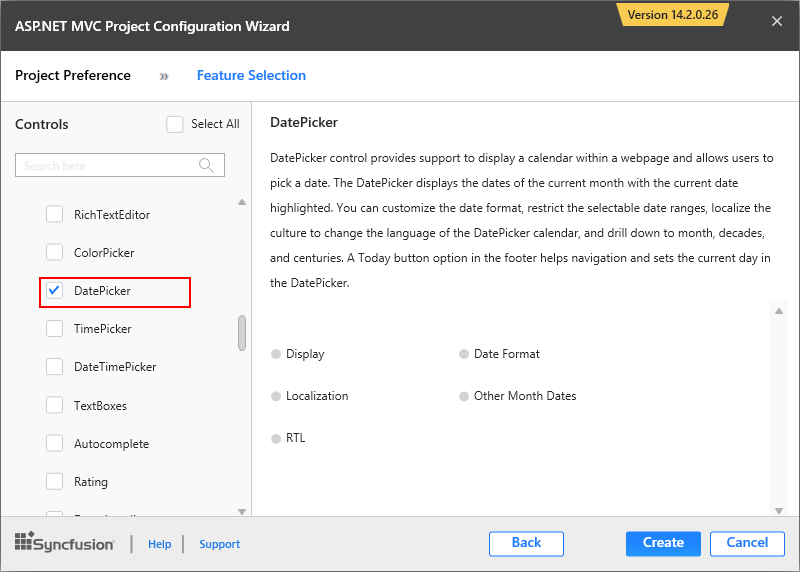 Version 14.2.0.26
ASP.NET MVC Project Configuration Wizard
Project Preference » Feature Selection
Controls
Select All
Search here
RichTextEditor
ColorPicker
DatePicker
TimePicker
DateTimePicker
TextBoxes
Autocomplete
Rating
DatePicker
DatePicker control provides support to display a calendar within a webpage and allows users to
pick a date. The DatePicker displays the dates of the current month with the current date
highlighted. You can customize the date format, restrict the selectable date ranges, localize the
culture to change the language of the DatePicker calendar, and drill down to month, decades,
and centuries. A Today button option in the footer helps navigation and sets the current day in
the DatePicker.
Display
Date Format
Localization
Other Month Dates
RTL
Syncfusion
Help
Support
Back
Create
Cancel